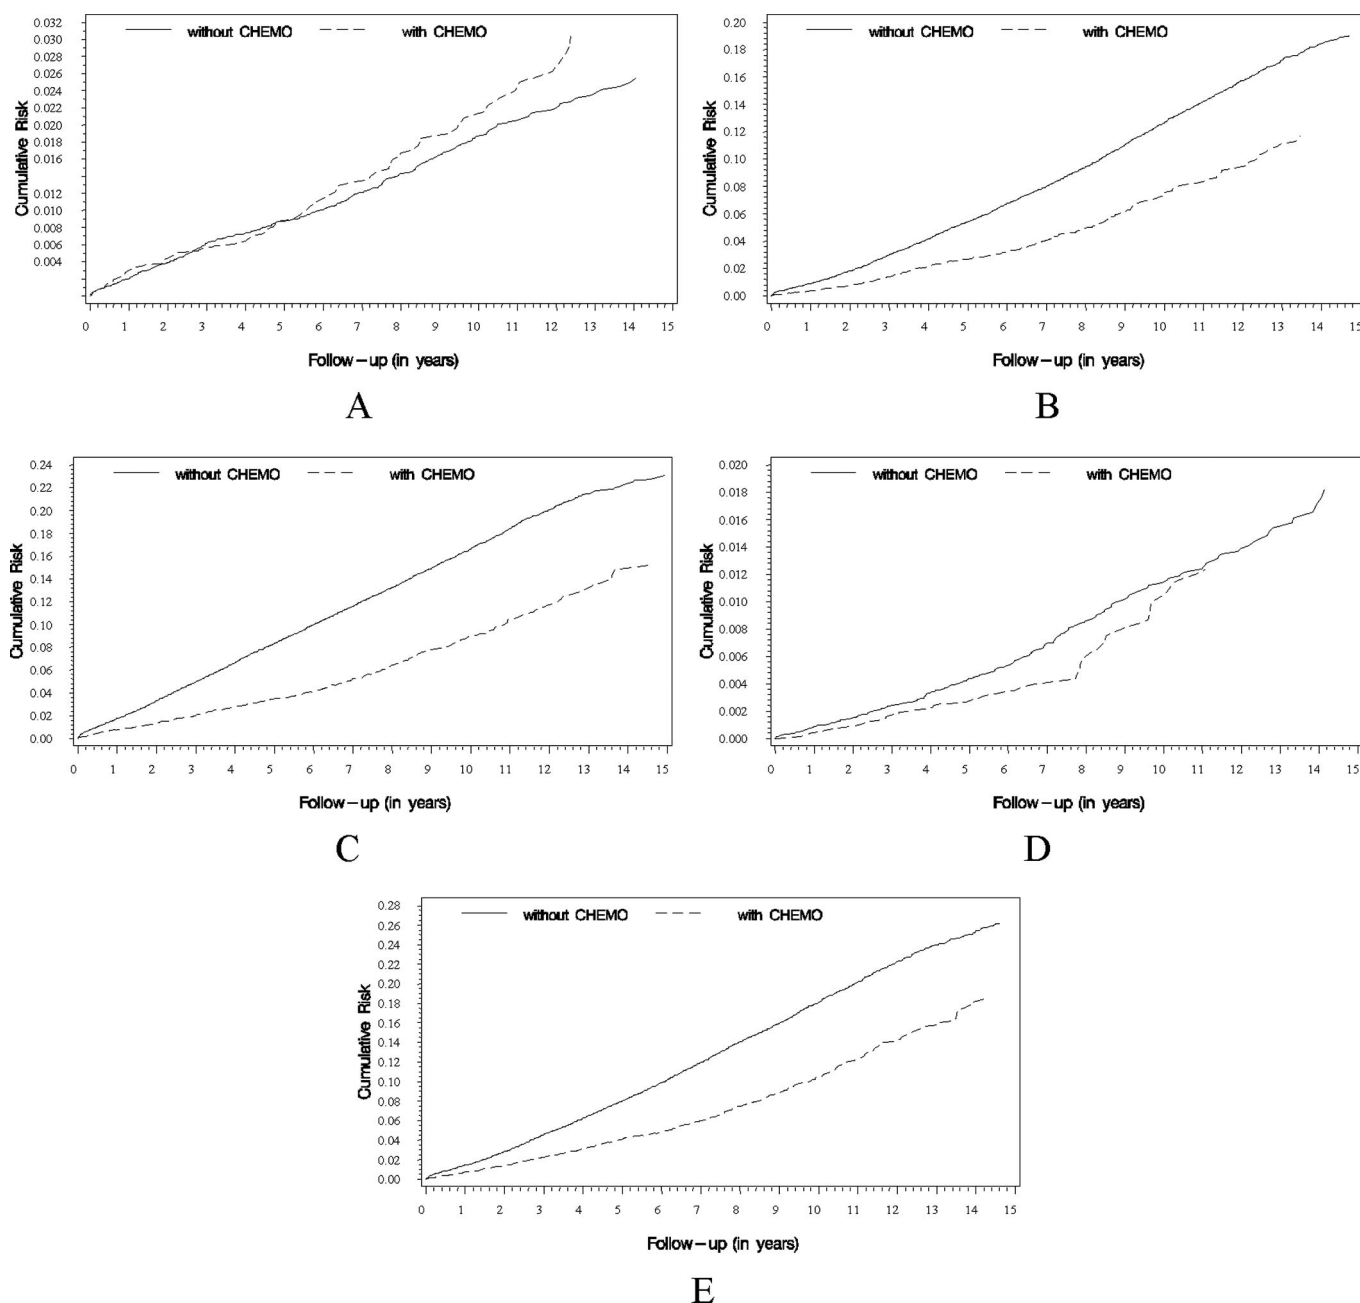 without CHEMO with CHEMO
0.032
0.030
0.026
0.024
0.022
0.020
0.018
0.016
0.012
0.010
0.008
0.006
0.004
Cumulative Risk
0 1 2 3 4 5 6 7 8 9 10 11 12 13 14 15
Follow-up (in years)
A
without CHEMO with CHEMO
0.20
0.18
0.16
0.14
0.12
0.10
0.08
0.06
0.04
0.02
0.00
Cumulative Risk
0 1 2 3 4 5 6 7 8 9 10 11 12 13 14 15
Follow-up (in years)
B
without CHEMO with CHEMO
0.24
0.22
0.20
0.18
0.16
0.14
0.12
0.10
0.08
0.06
0.04
0.02
0.00
Cumulative Risk
0 1 2 3 4 5 6 7 8 9 10 11 12 13 14 15
Follow-up (in years)
C
without CHEMO with CHEMO
0.020
0.018
0.016
0.014
0.012
0.010
0.008
0.006
0.004
0.002
0.000
Cumulative Risk
0 1 2 3 4 5 6 7 8 9 10 11 12 13 14 15
Follow-up (in years)
D
without CHEMO with CHEMO
0.28
0.26
0.24
0.22
0.20
0.18
0.16
0.14
0.12
0.10
0.08
0.06
0.04
0.02
0.00
Cumulative Risk
0 1 2 3 4 5 6 7 8 9 10 11 12 13 14 15
Follow-up (in years)
E